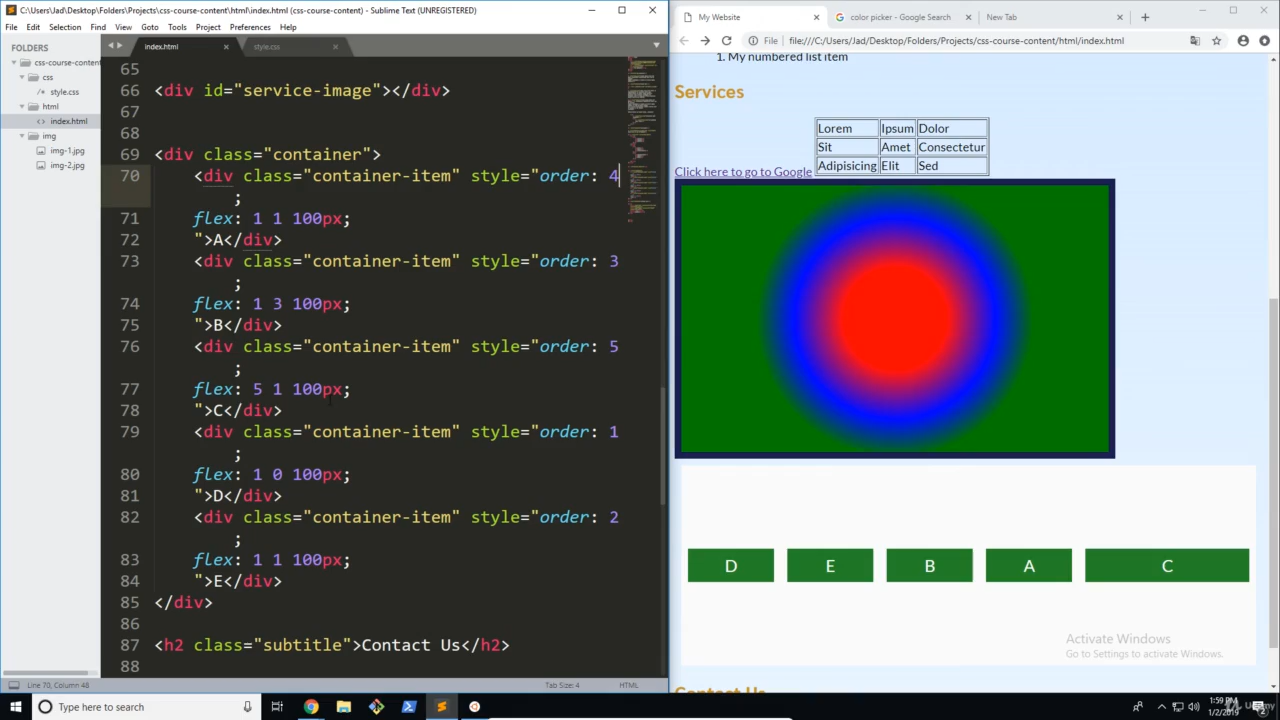 C:\Users\Jad\Desktop\Folders\Projects\css-course-content\html\index.html (css-course-content) - Sublime Text (UNREGISTERED)
File Edit Selection Find View Goto Tools Project Preferences Help
FOLDERS
css-course-content
css
style.css
html
index.html
img
img-1.jpg
img-2.jpg
index.html
style.css
65
66 <div id="service-image"></div>
67
68
69 <div class="container">
70 <div class="container-item" style="order: 4
;
71 flex: 1 1 100px;
72 ">A</div>
73 <div class="container-item" style="order: 3
;
74 flex: 1 3 100px;
75 ">B</div>
76 <div class="container-item" style="order: 5
;
77 flex: 5 1 100px;
78 ">C</div>
79 <div class="container-item" style="order: 1
;
80 flex: 1 0 100px;
81 ">D</div>
82 <div class="container-item" style="order: 2
;
83 flex: 1 1 100px;
84 ">E</div>
85 </div>
86
87 <h2 class="subtitle">Contact Us</h2>
88
Line 70, Column 48
Tab Size: 4
HTML
My Website
color picker - Google Search
New Tab
File file:///C:/Users/Jad/Desktop/Folders/Projects/css-course-content/html/index.html
1. My numbered list item
Services
Lorem Ipsum Dolor
Sit Amet Consectetur
Adipisicing Elit Sed
Click here to go to Google
D E B A C
Activate Windows
Go to Settings to activate Windows.
Contact Us
Type here to search
1:59 PM
1/2/2019
Udemy